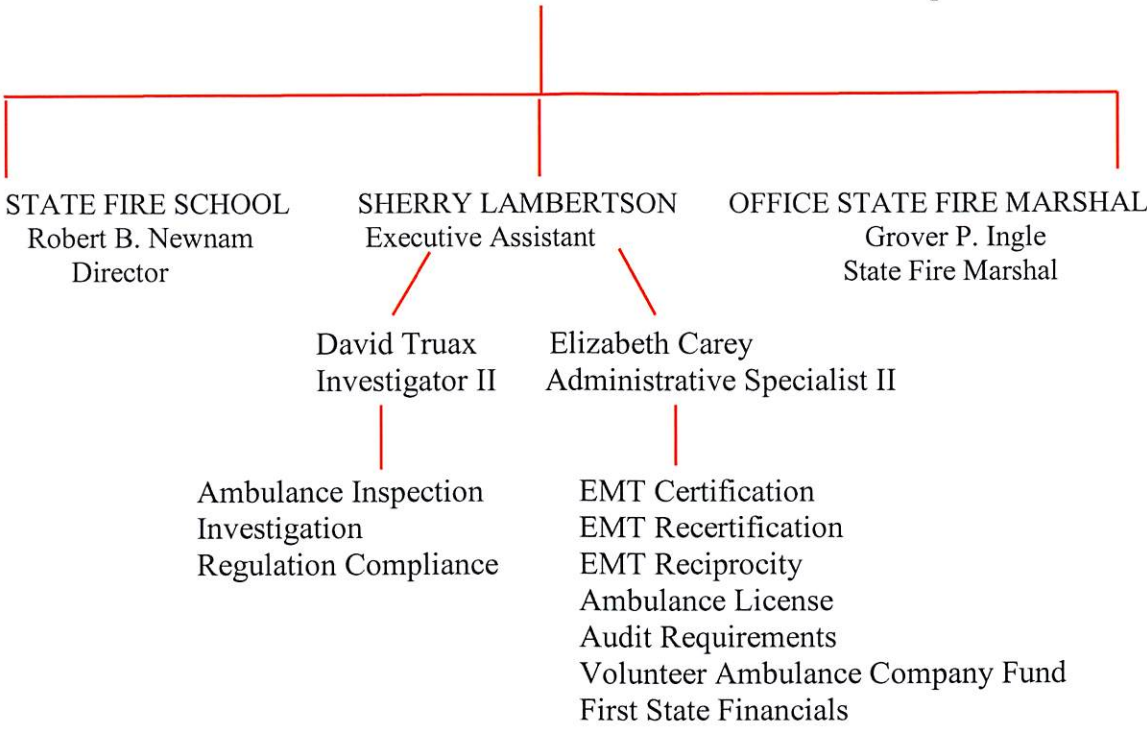 STATE FIRE SCHOOL
Robert B. Newnam
Director
SHERRY LAMBERTSON
Executive Assistant
OFFICE STATE FIRE MARSHAL
Grover P. Ingle
State Fire Marshal
David Truax
Investigator II
Elizabeth Carey
Administrative Specialist II
Ambulance Inspection
Investigation
Regulation Compliance
EMT Certification
EMT Recertification
EMT Reciprocity
Ambulance License
Audit Requirements
Volunteer Ambulance Company Fund
First State Financials